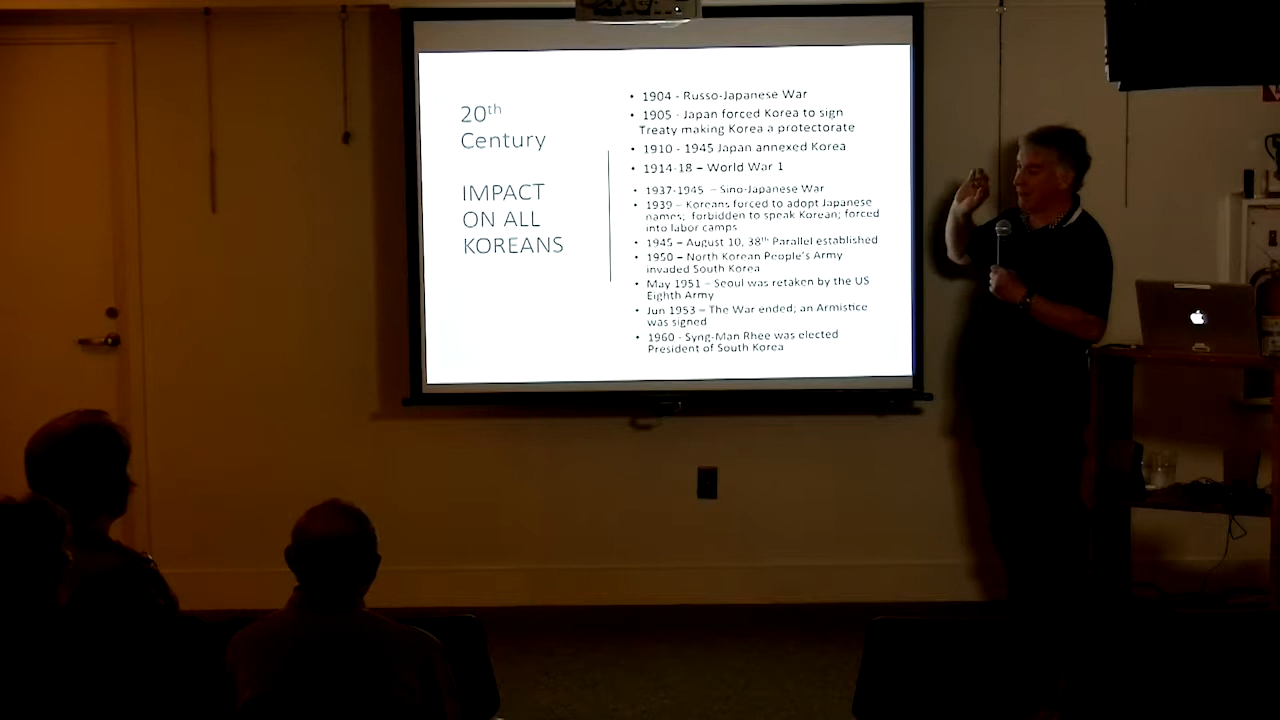 20th
Century
IMPACT
ON ALL
KOREANS
• 1904 - Russo-Japanese War
• 1905 - Japan forced Korea to sign
Treaty making Korea a protectorate
• 1910 - 1945 Japan annexed Korea
• 1914-18 – World War 1
• 1937-1945 – Sino-Japanese War
• 1939 – Koreans forced to adopt Japanese
names; forbidden to speak Korean; forced
into labor camps
• 1945 – August 10, 38th Parallel established
• 1950 – North Korean People's Army
invaded South Korea
• May 1951 – Seoul was retaken by the US
Eighth Army
• Jun 1953 – The War ended; an Armistice
was signed
• 1960 - Syng-Man Rhee was elected
President of South Korea